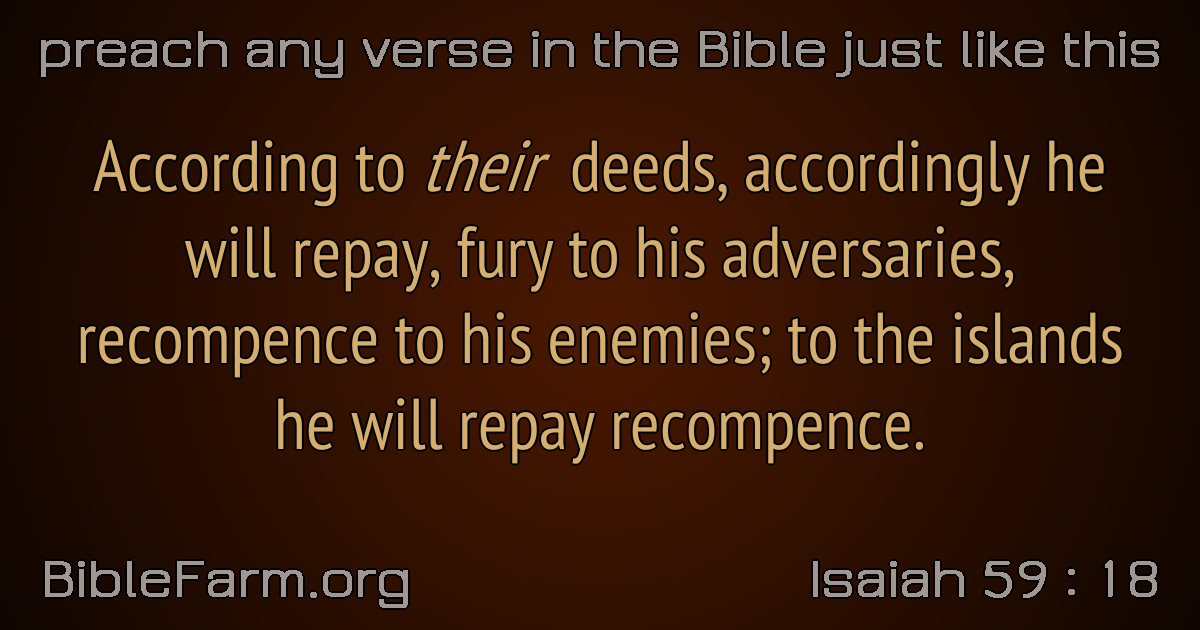 preach any verse in the Bible just like this
According to their deeds, accordingly he
will repay, fury to his adversaries,
recompence to his enemies; to the islands
he will repay recompence.
BibleFarm.org
Isaiah 59 : 18